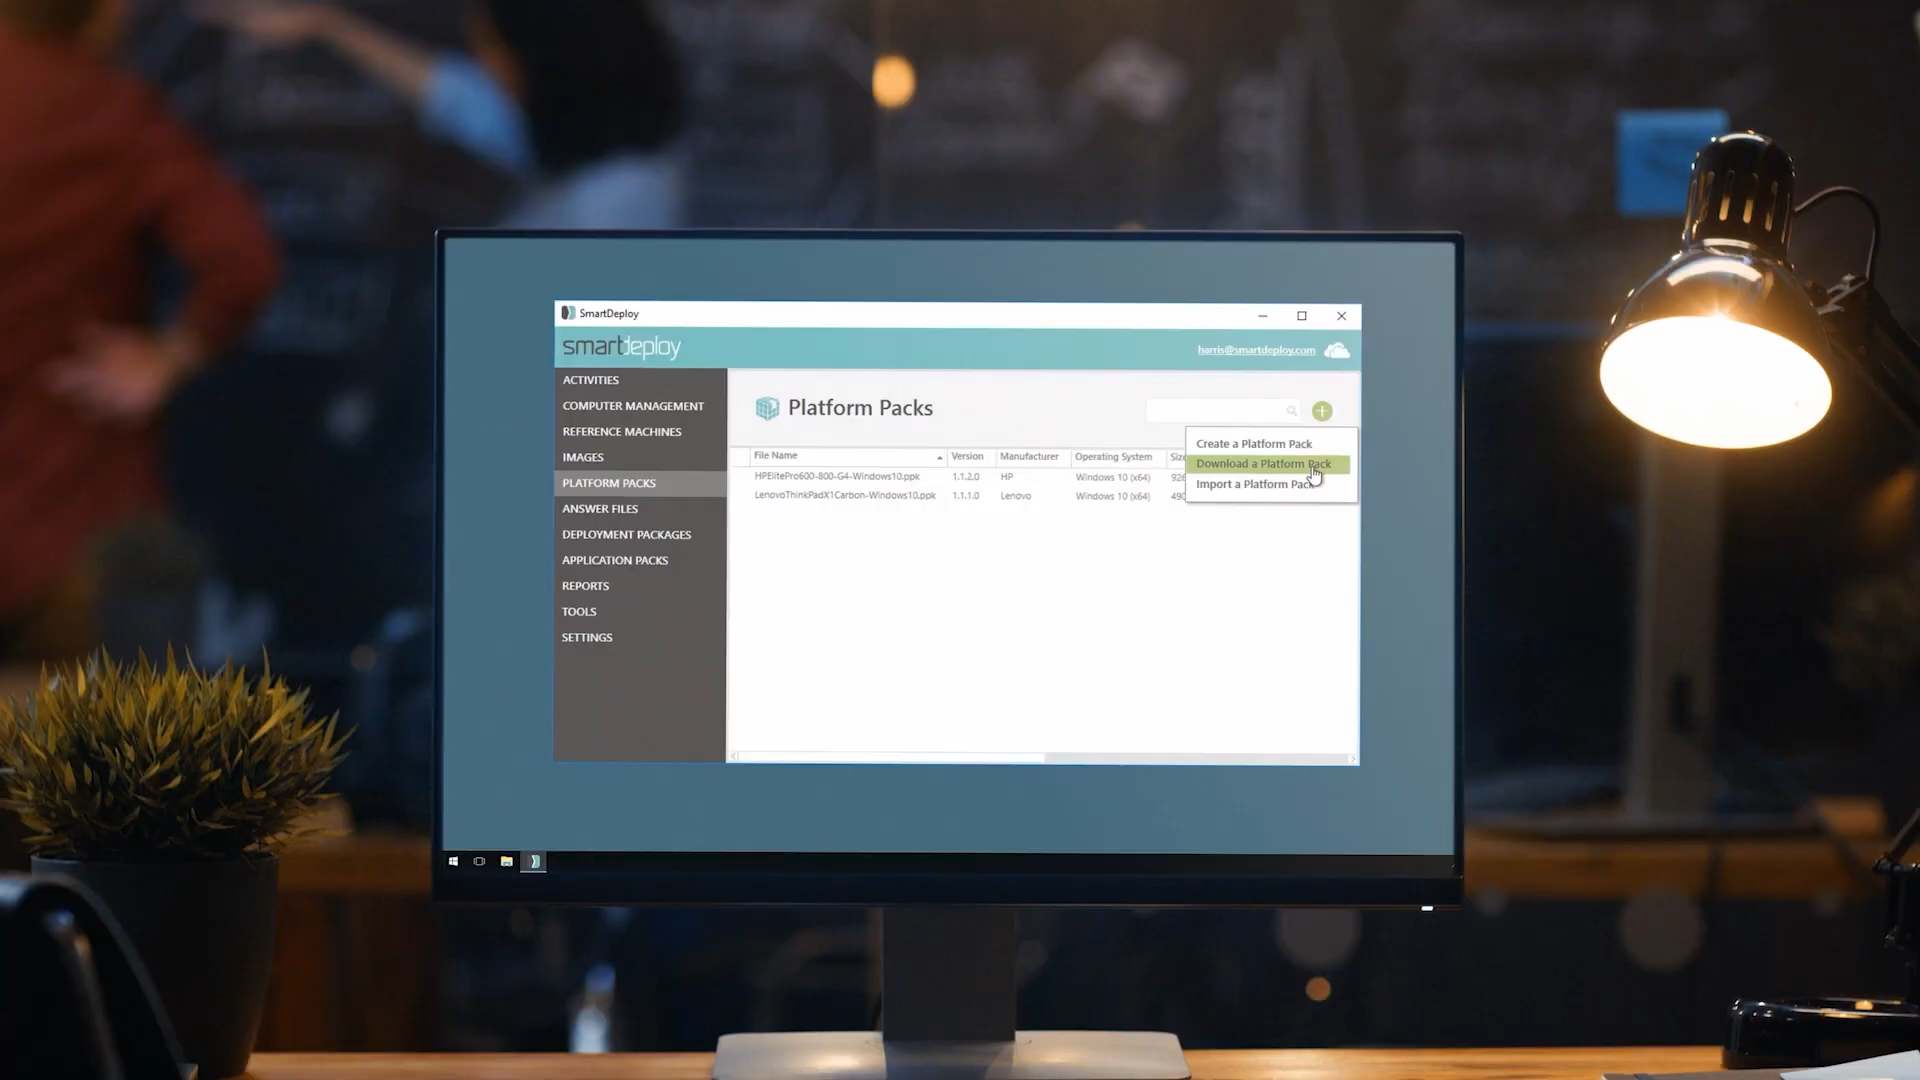 SmartDeploy
smartdeploy
harris@smartdeploy.com
ACTIVITIES
COMPUTER MANAGEMENT
REFERENCE MACHINES
IMAGES
PLATFORM PACKS
ANSWER FILES
DEPLOYMENT PACKAGES
APPLICATION PACKS
REPORTS
TOOLS
SETTINGS
Platform Packs
File Name Version Manufacturer Operating System
HPElitePro600-800-G4-Windows10.ppk 1.1.2.0 HP Windows 10 (x64) 926
LenovoThinkPadX1Carbon-Windows10.ppk 1.1.1.0 Lenovo Windows 10 (x64) 490
Create a Platform Pack
Download a Platform Pack
Import a Platform Pack